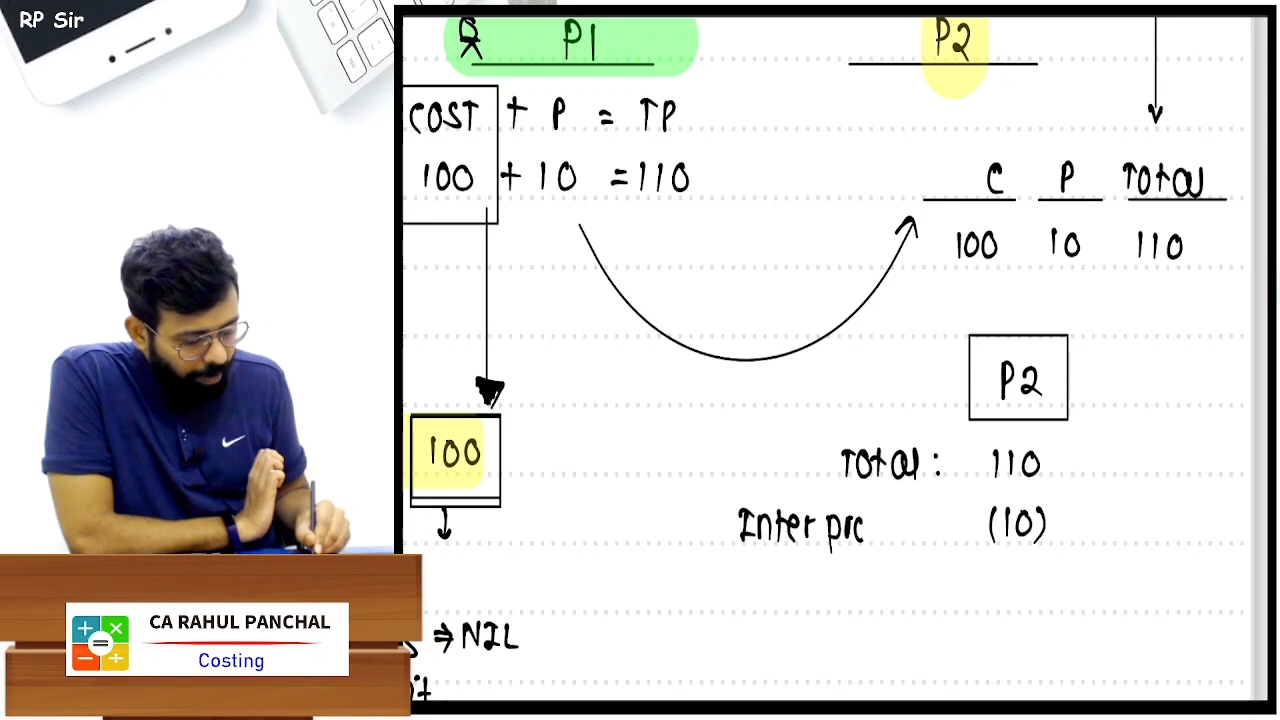 RP Sir
P1
P2
COST + P = TP
100 + 10 = 110
C P Total
100 10 110
P2
100
Total : 110
Inter prc (10)
⇒ NIL
CA RAHUL PANCHAL
Costing